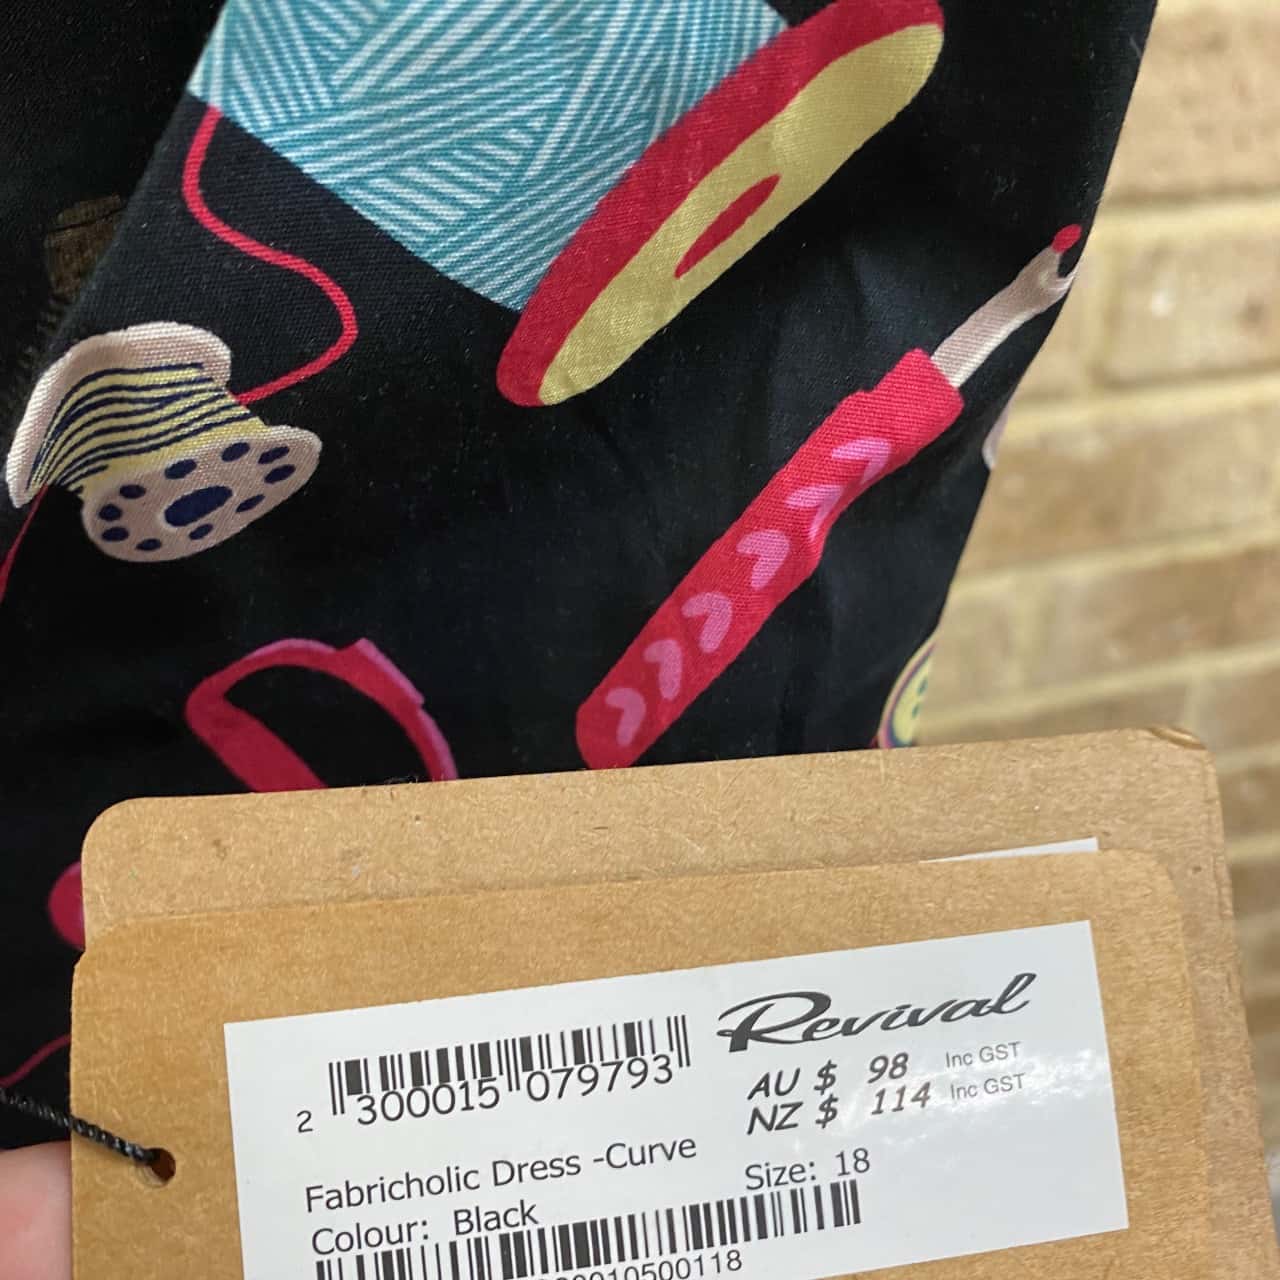 Revival
AU $ 98 Inc GST
NZ $ 114 Inc GST
2 300015 079793
Fabricholic Dress -Curve
Size: 18
Colour: Black